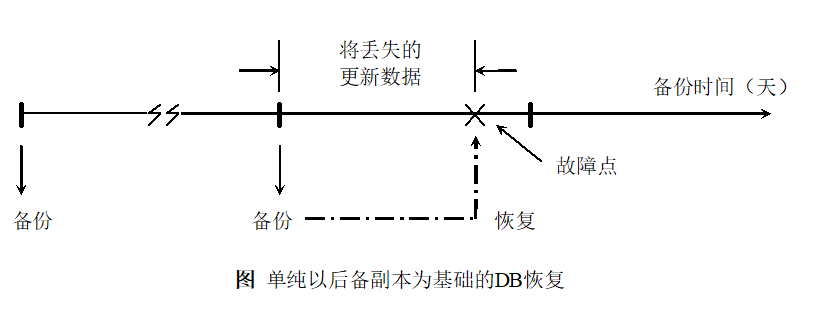 将丢失的
更新数据
备份时间（天）
故障点
备份
备份
恢复
图 单纯以后备副本为基础的DB恢复